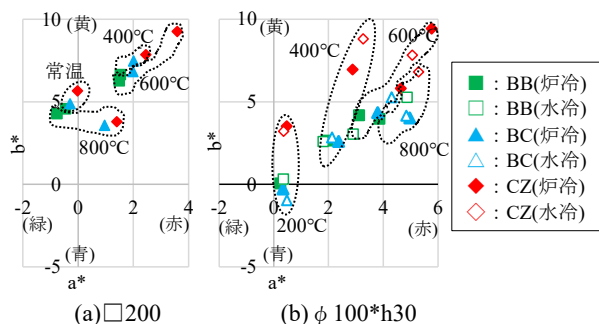 10
(黄)
400℃
600℃
常温
5
b*
800℃
0
(緑)
(赤)
(青)
-5
-2
0
2
4
a*
(a)□200
10
(黄)
400℃
600℃
5
b*
800℃
0
200℃
(緑)
(赤)
(青)
-5
-2
0
2
4
6
a*
(b) φ 100*h30
：BB(炉冷)
：BB(水冷)
：BC(炉冷)
：BC(水冷)
：CZ(炉冷)
：CZ(水冷)